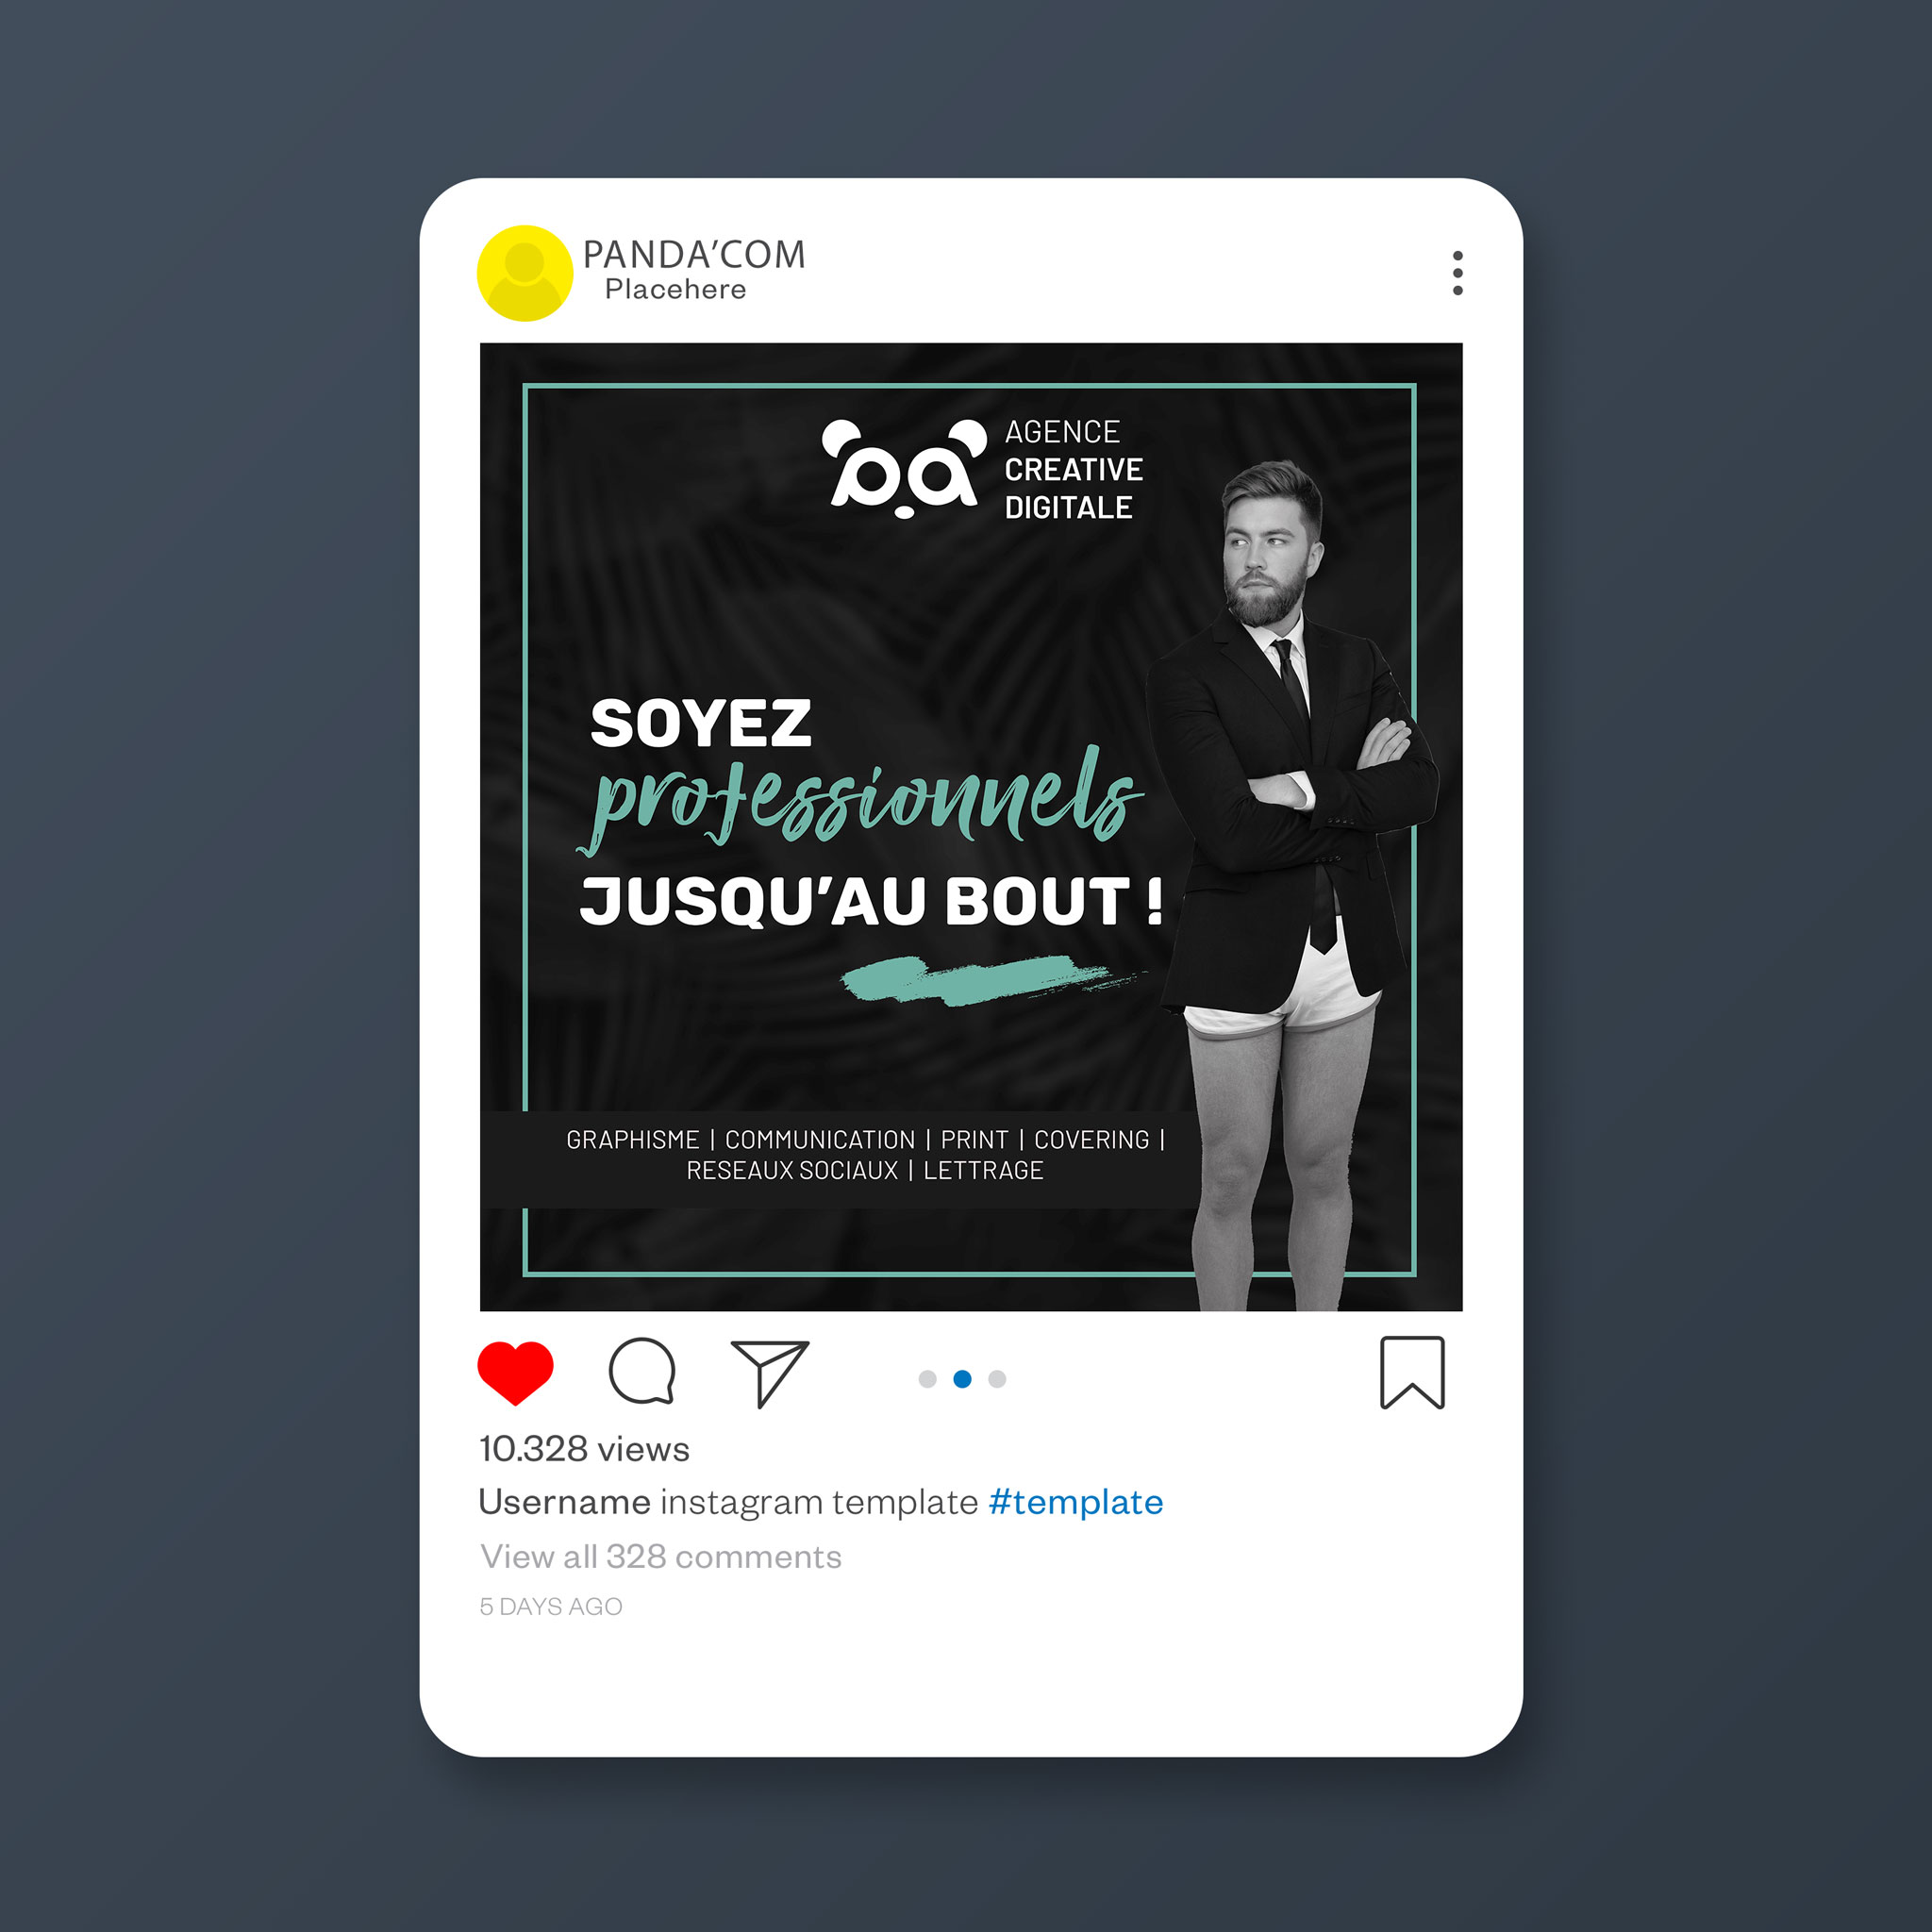 PANDA’COM
Placehere
AGENCE
CREATIVE
DIGITALE
SOYEZ
professionnels
JUSQU’AU BOUT !
GRAPHISME | COMMUNICATION | PRINT | COVERING |
RESEAUX SOCIAUX | LETTRAGE
10.328 views
Username instagram template #template
View all 328 comments
5 DAYS AGO